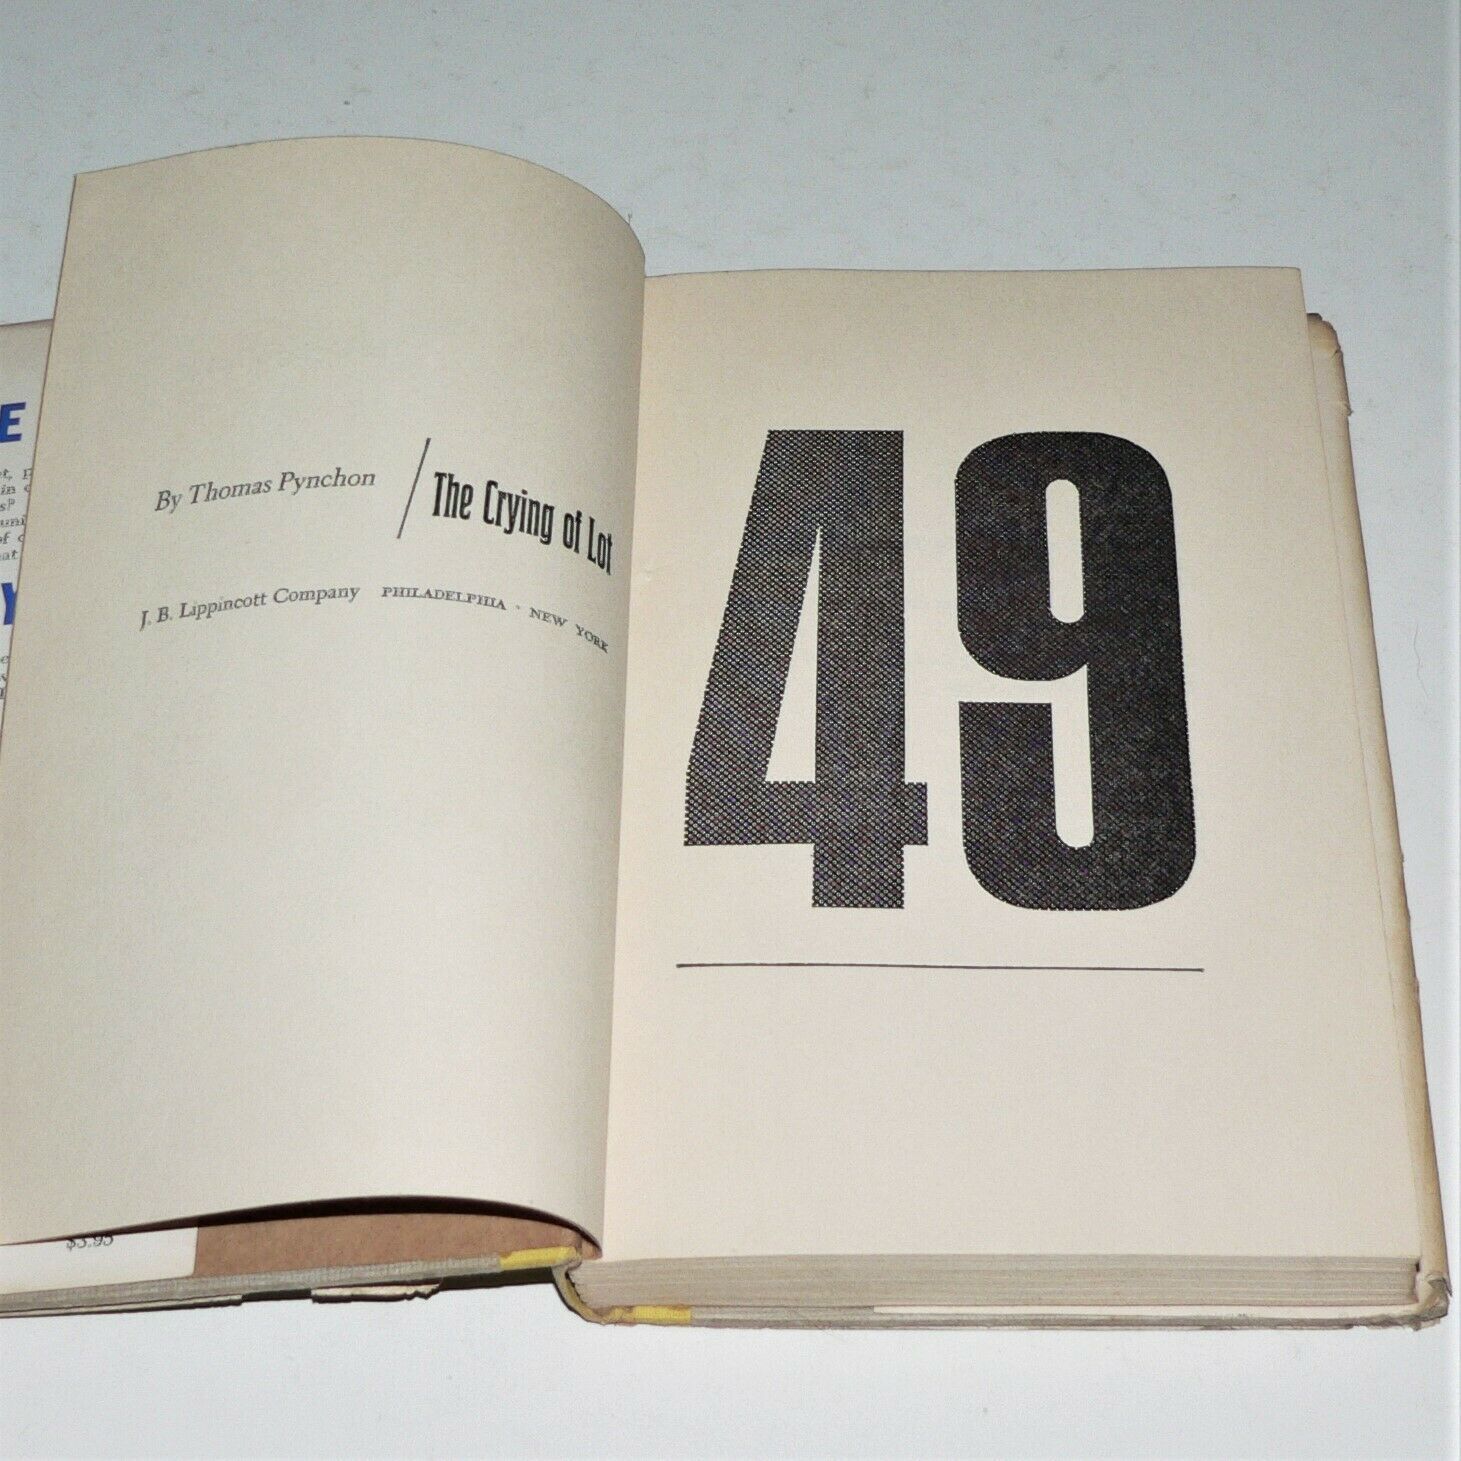 E
Y
By Thomas Pynchon
The Crying of Lot
J. B. Lippincott Company PHILADELPHIA · NEW YORK
49